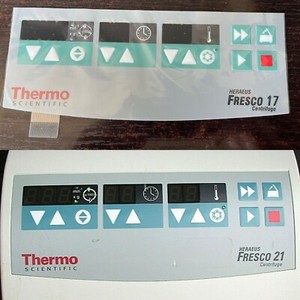 Thermo
SCIENTIFIC
HERAEUS
FRESCO 17
Centrifuge
Thermo
SCIENTIFIC
HERAEUS
FRESCO 21
Centrifuge